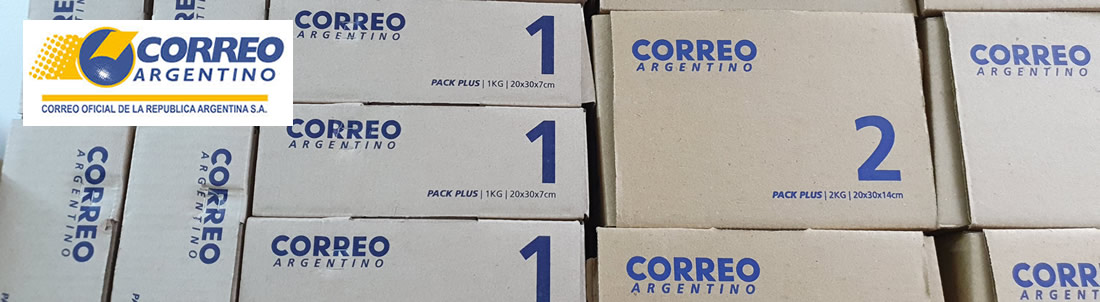 CORREO
ARGENTINO
CORREO OFICIAL DE LA REPUBLICA ARGENTINA S.A.
CORREO
ARGENTINO
1
PACK PLUS | 1KG | 20x30x7cm
CORREO
ARGENTINO
1
PACK PLUS | 1KG | 20x30x7cm
CORREO
ARGENTINO
1
CORREO
ARGENTINO
CORREO
ARGENTINO
CORREO
ARGENTINO
2
PACK PLUS | 2KG | 20x30x14cm
CORREO
ARGENTINO
CORREO
ARGENTINO
CORREO
ARGENT